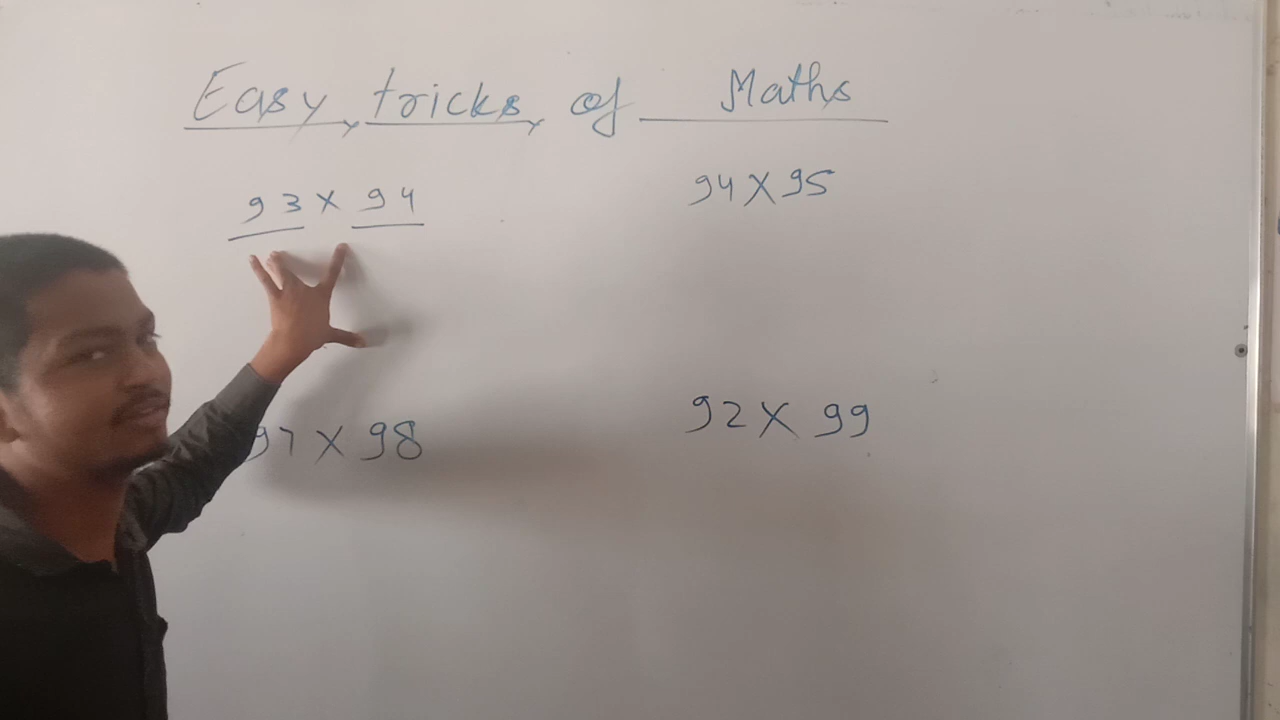 Easy tricks of Maths
93 x 94
94 X 95
97 X 98
92 X 99